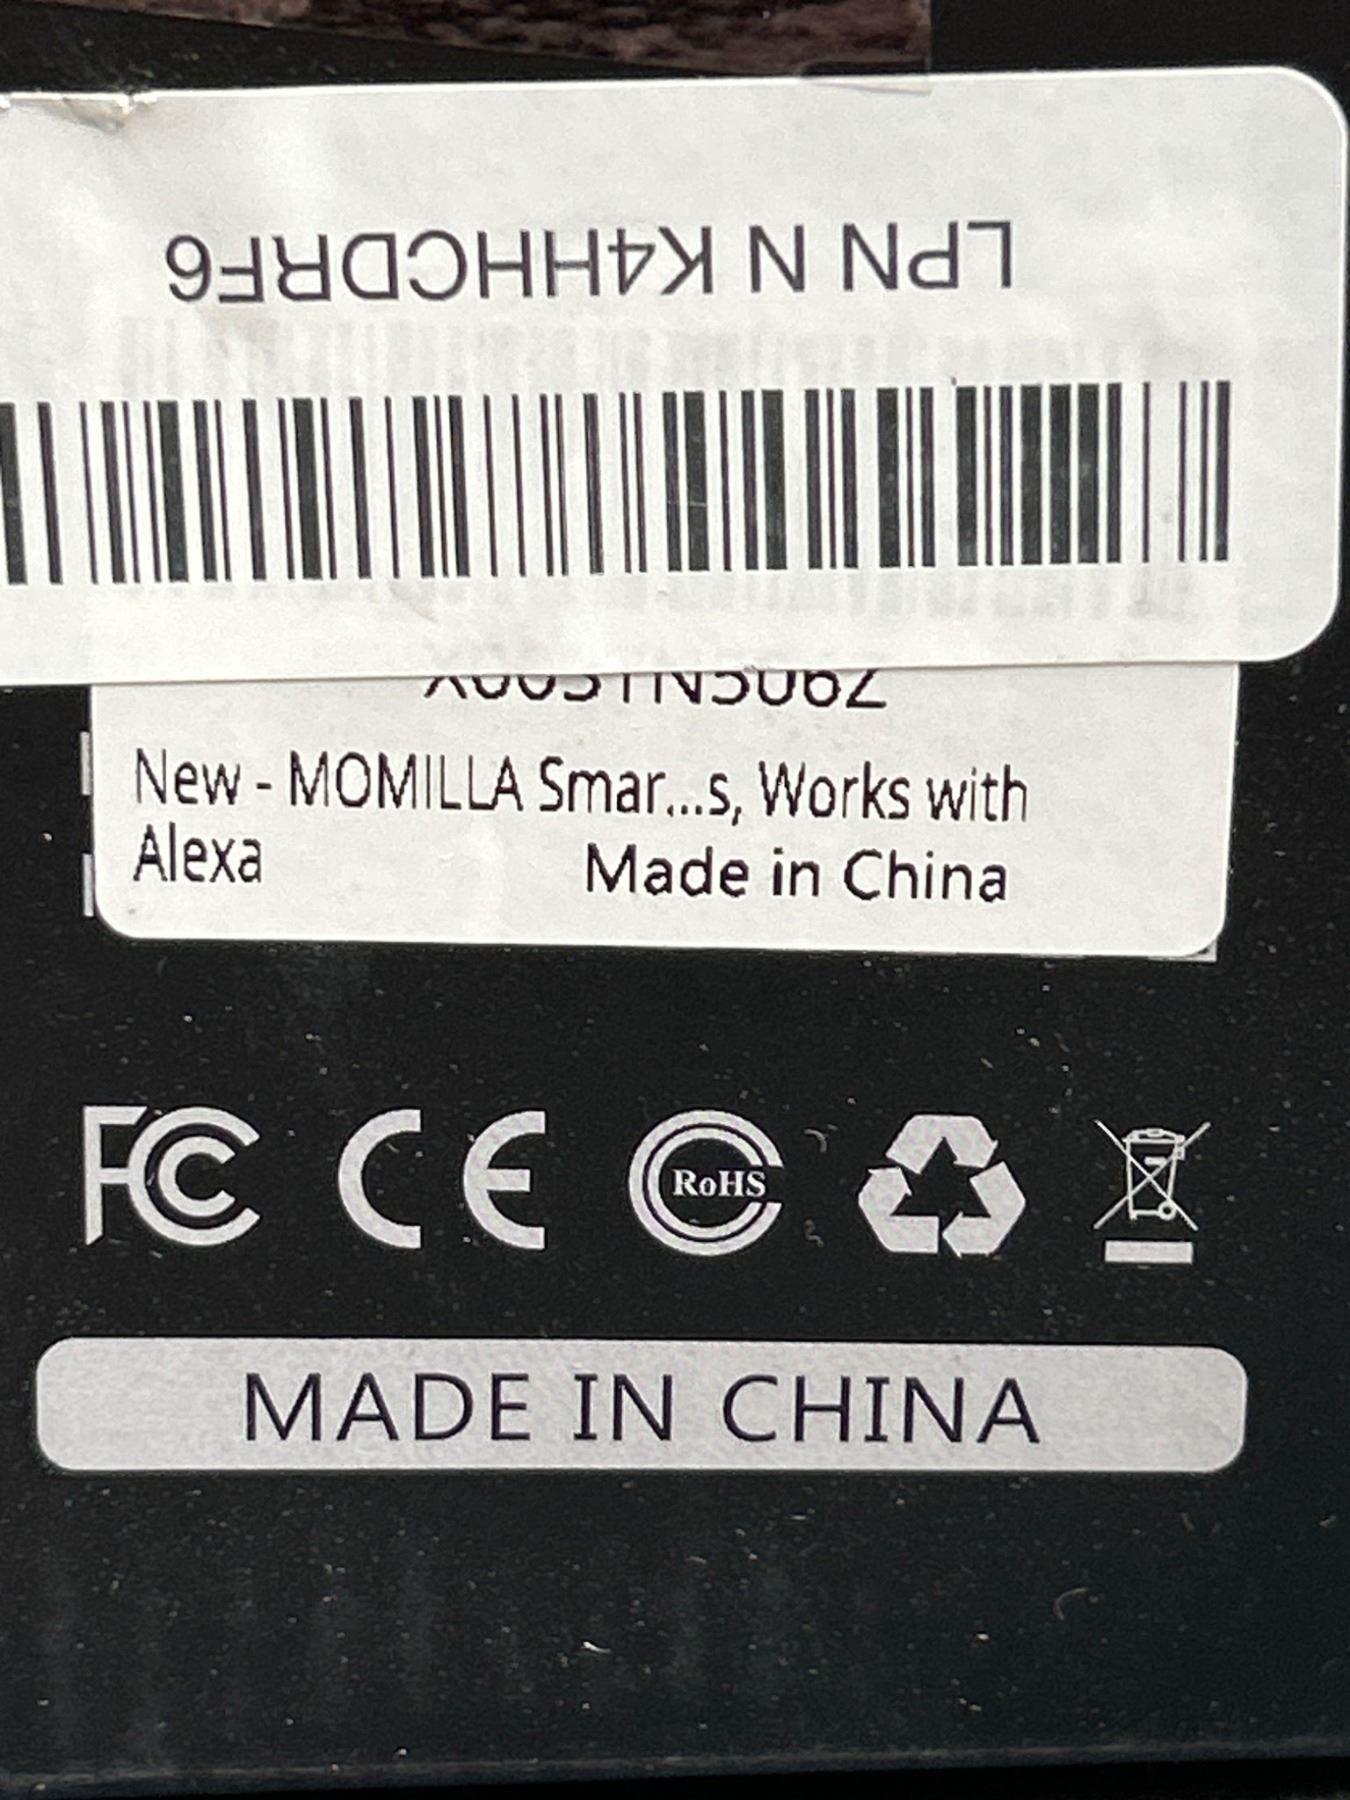 LPN N K4HHCDRF6
New - MOMILLA Smar...s, Works with
Alexa
Made in China
FC
CE
RoHS
MADE IN CHINA